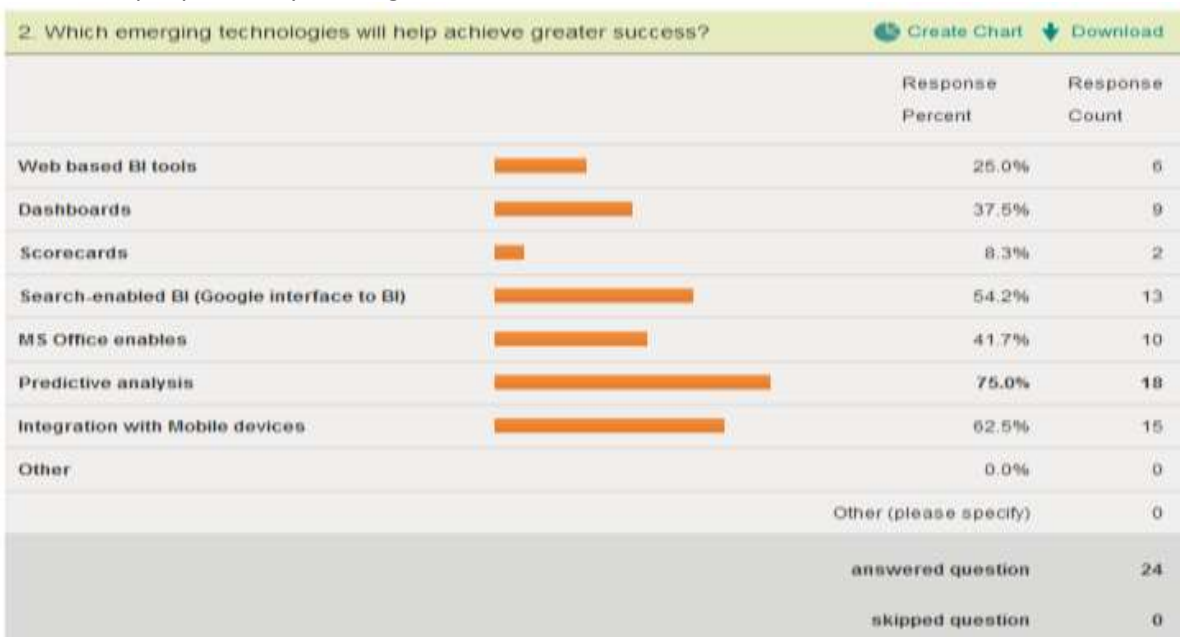 2. Which emerging technologies will help achieve greater success? Create Chart Download
Response Percent Response Count
Web based BI tools 25.0% 6
Dashboards 37.5% 9
Scorecards 8.3% 2
Search-enabled BI (Google interface to BI) 54.2% 13
MS Office enables 41.7% 10
Predictive analysis 75.0% 18
Integration with Mobile devices 62.5% 15
Other 0.0% 0
Other (please specify) 0
answered question 24
skipped question 0